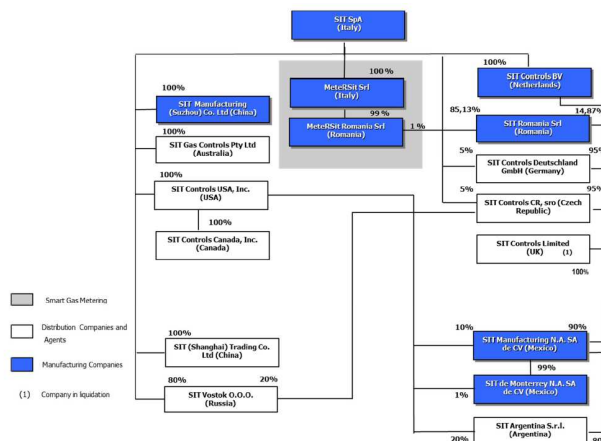 SIT SpA
(Italy)
100 %
MeteRSit Srl
(Italy)
99 %
MeteRSit Romania Srl
(Romania)
1 %
100%
SIT Manufacturing
(Suzhou) Co. Ltd (China)
100%
SIT Gas Controls Pty Ltd
(Australia)
100%
SIT Controls USA, Inc.
(USA)
100%
SIT Controls Canada, Inc.
(Canada)
100%
SIT (Shanghai) Trading Co.
Ltd (China)
80%
20%
SIT Vostok O.O.O.
(Russia)
100%
SIT Controls BV
(Netherlands)
85,13%
14,87%
SIT Romania Srl
(Romania)
5%
95%
SIT Controls Deutschland
GmbH (Germany)
5%
95%
SIT Controls CR, sro (Czech
Republic)
SIT Controls Limited
(UK) (1)
100%
10%
90%
SIT Manufacturing N.A. SA
de CV (Mexico)
99%
1%
SIT de Monterrey N.A. SA
de CV (Mexico)
SIT Argentina S.r.l.
(Argentina)
20%
Smart Gas Metering
Distribution Companies and
Agents
Manufacturing Companies
(1) Company in liquidation